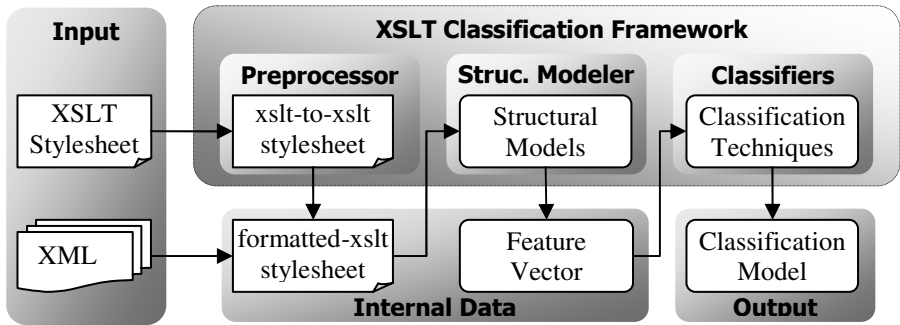 Input
XSLT Classification Framework
Preprocessor
Struc. Modeler
Classifiers
XSLT
Stylesheet
xslt-to-xslt
stylesheet
Structural
Models
Classification
Techniques
XML
formatted-xslt
stylesheet
Feature
Vector
Classification
Model
Internal Data
Output